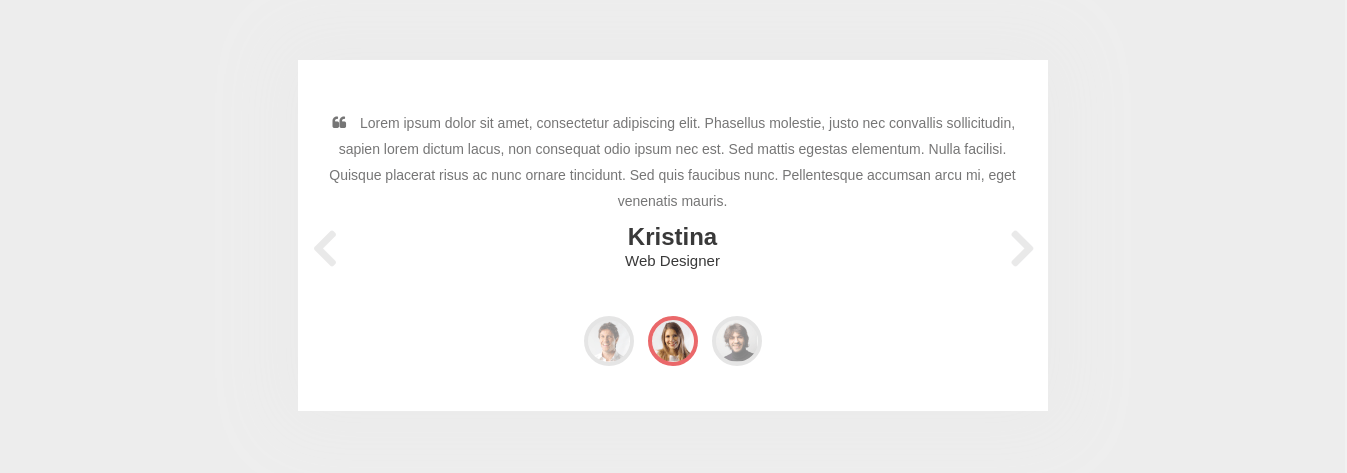 Lorem ipsum dolor sit amet, consectetur adipiscing elit. Phasellus molestie, justo nec convallis sollicitudin,
sapien lorem dictum lacus, non consequat odio ipsum nec est. Sed mattis egestas elementum. Nulla facilisi.
Quisque placerat risus ac nunc ornare tincidunt. Sed quis faucibus nunc. Pellentesque accumsan arcu mi, eget
venenatis mauris.
Kristina
Web Designer